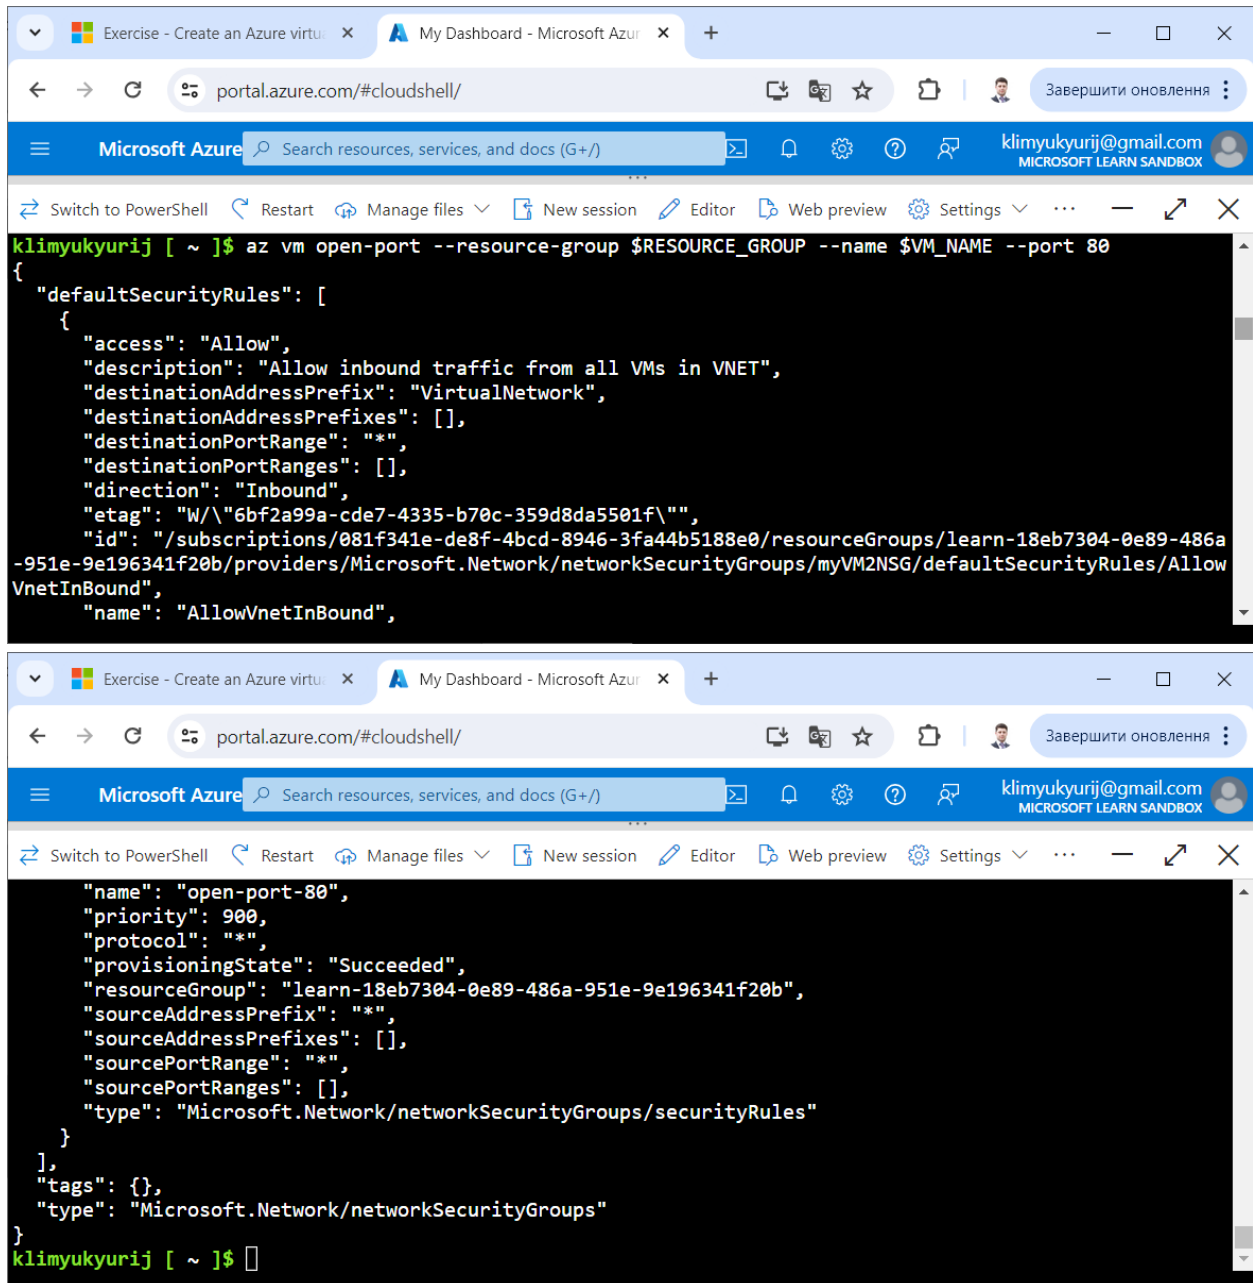 Exercise - Create an Azure virtu
My Dashboard - Microsoft Azur
portal.azure.com/#cloudshell/
Завершити оновлення
Microsoft Azure
Search resources, services, and docs (G+/)
klimyukyurij@gmail.com
MICROSOFT LEARN SANDBOX
Switch to PowerShell Restart Manage files New session Editor Web preview Settings
klimyukyurij [ ~ ]$ az vm open-port --resource-group $RESOURCE_GROUP --name $VM_NAME --port 80
{
"defaultSecurityRules": [
{
"access": "Allow",
"description": "Allow inbound traffic from all VMs in VNET",
"destinationAddressPrefix": "VirtualNetwork",
"destinationAddressPrefixes": [],
"destinationPortRange": "*",
"destinationPortRanges": [],
"direction": "Inbound",
"etag": "W/\"6bf2a99a-cde7-4335-b70c-359d8da5501f\"",
"id": "/subscriptions/081f341e-de8f-4bcd-8946-3fa44b5188e0/resourceGroups/learn-18eb7304-0e89-486a
-951e-9e196341f20b/providers/Microsoft.Network/networkSecurityGroups/myVM2NSG/defaultSecurityRules/Allow
VnetInBound",
"name": "AllowVnetInBound",
Exercise - Create an Azure virtu
My Dashboard - Microsoft Azur
portal.azure.com/#cloudshell/
Завершити оновлення
Microsoft Azure
Search resources, services, and docs (G+/)
klimyukyurij@gmail.com
MICROSOFT LEARN SANDBOX
Switch to PowerShell Restart Manage files New session Editor Web preview Settings
"name": "open-port-80",
"priority": 900,
"protocol": "*",
"provisioningState": "Succeeded",
"resourceGroup": "learn-18eb7304-0e89-486a-951e-9e196341f20b",
"sourceAddressPrefix": "*",
"sourceAddressPrefixes": [],
"sourcePortRange": "*",
"sourcePortRanges": [],
"type": "Microsoft.Network/networkSecurityGroups/securityRules"
}
],
"tags": {},
"type": "Microsoft.Network/networkSecurityGroups"
}
klimyukyurij [ ~ ]$